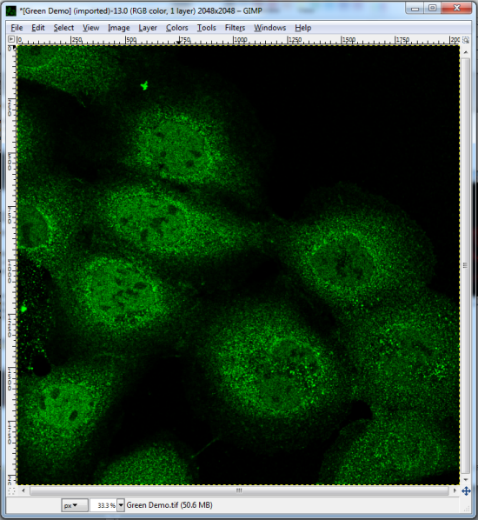 *[Green Demo] (imported)-13.0 (RGB color, 1 layer) 2048x2048 – GIMP
File Edit Select View Image Layer Colors Tools Filters Windows Help
0 250 500 750 1000 1250 1500 1750
px 33.3 % Green Demo.tif (50.6 MB)